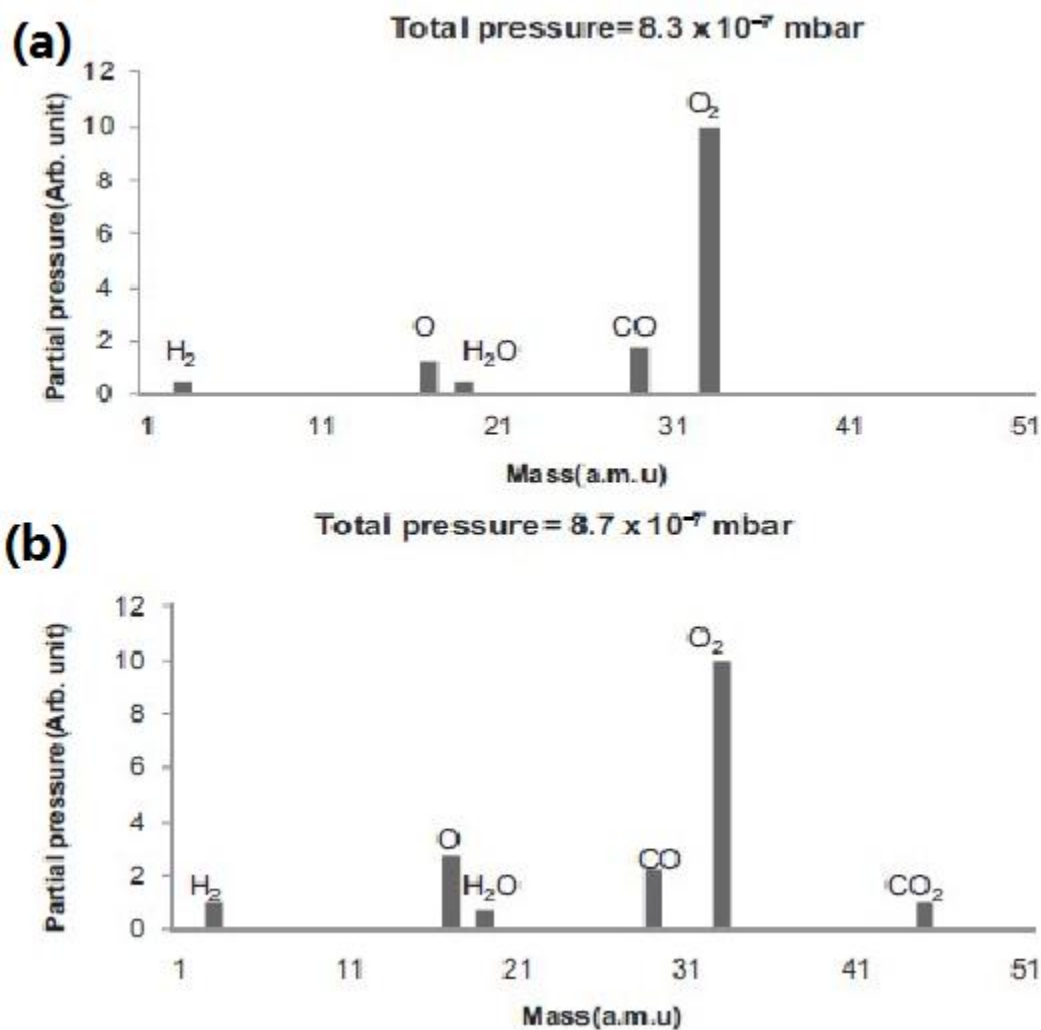 (a)
Total pressure=8.3 x 10⁻⁷ mbar
Partial pressure(Arb. unit)
12
10
8
6
4
2
0
H₂
O
H₂O
CO
O₂
1 11 21 31 41 51
Mass(a.m.u)
(b)
Total pressure= 8.7 x 10⁻⁷ mbar
Partial pressure(Arb. unit)
12
10
8
6
4
2
0
H₂
O
H₂O
CO
O₂
CO₂
1 11 21 31 41 51
Mass(a.m.u)